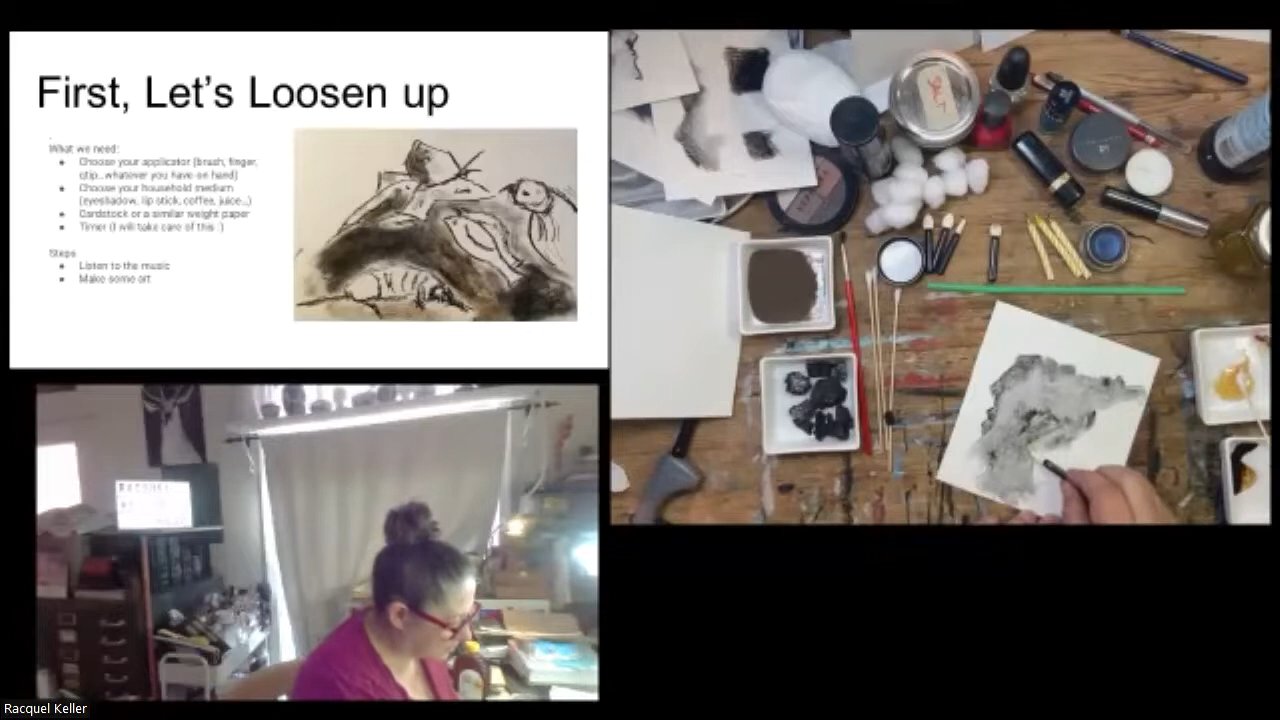 First, Let's Loosen up
What we need:
● Choose your applicator (brush, finger,
qtip...whatever you have on hand)
● Choose your household medium
(eyeshadow, lip stick, coffee, juice...)
● Cardstock or a similar weight paper
● Timer (I will take care of this :)
Steps
● Listen to the music
● Make some art
SALT
Racquel Keller